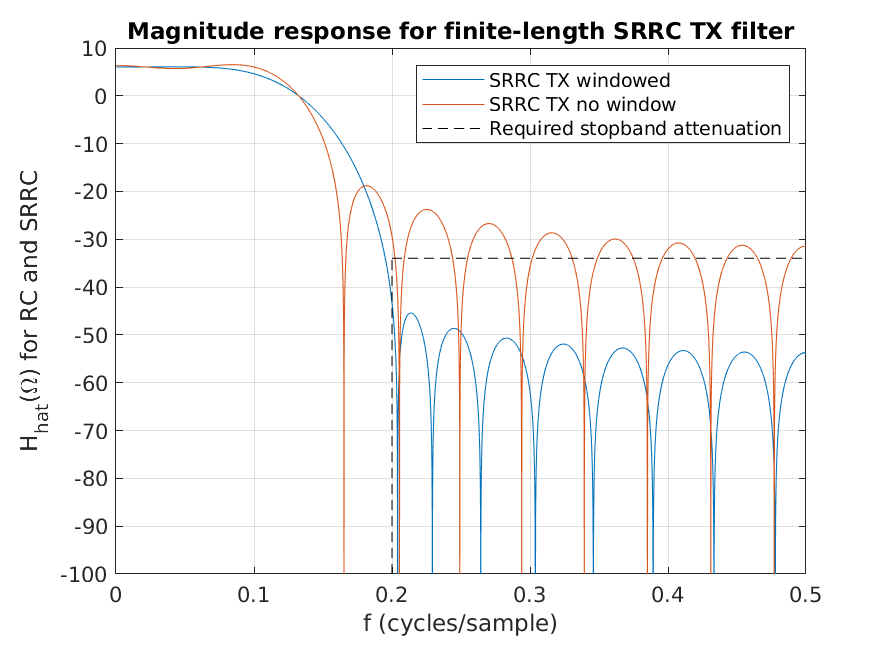 Magnitude response for finite-length SRRC TX filter
SRRC TX windowed
SRRC TX no window
Required stopband attenuation
H_hat(Ω) for RC and SRRC
10
0
-10
-20
-30
-40
-50
-60
-70
-80
-90
-100
0 0.1 0.2 0.3 0.4 0.5
f (cycles/sample)